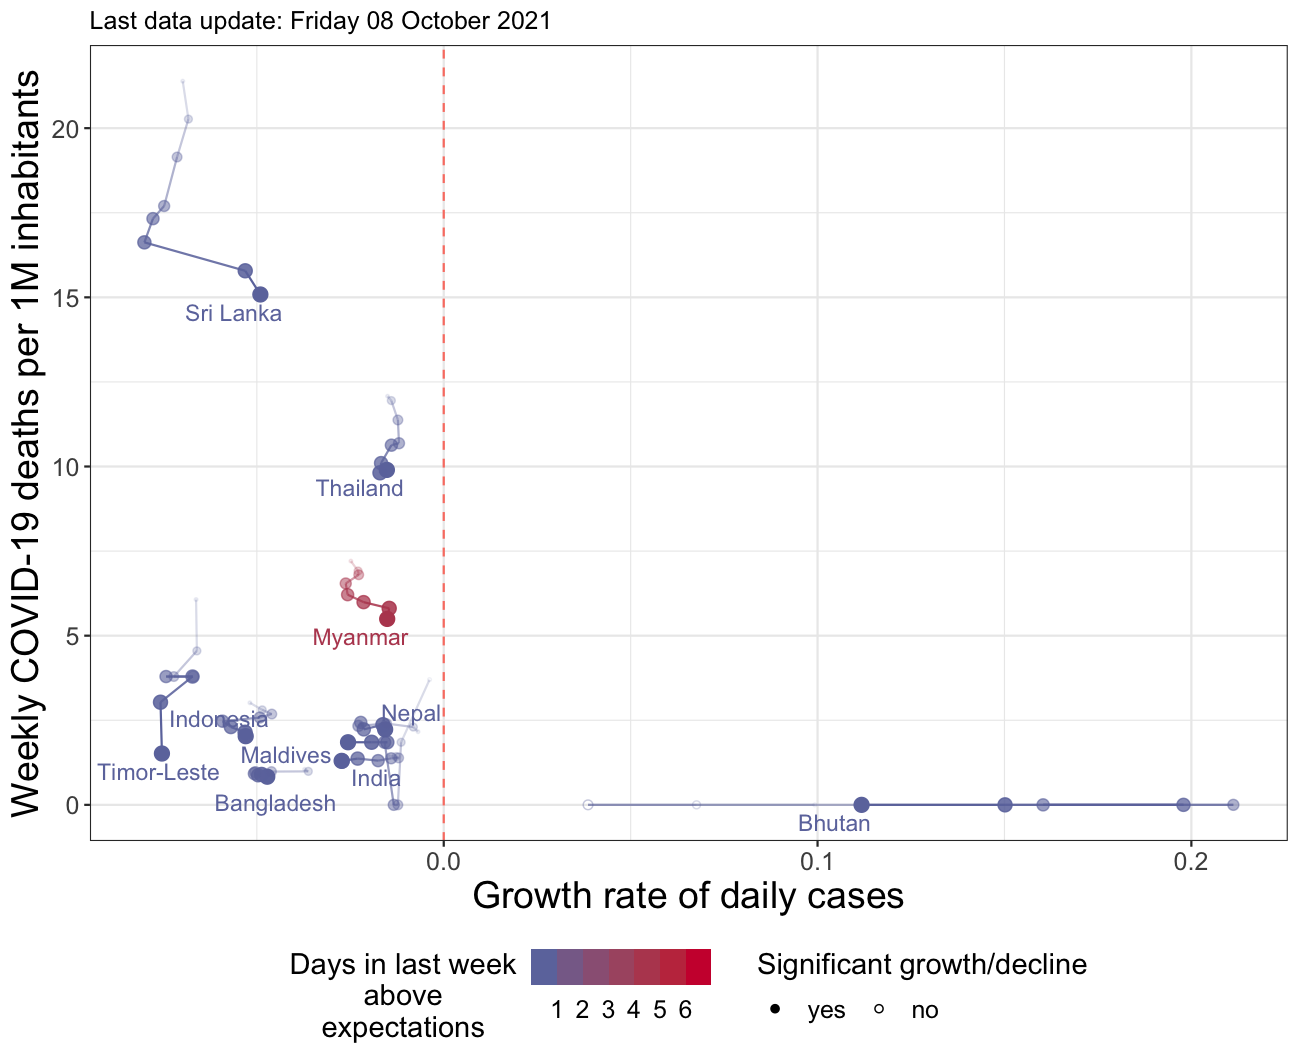 Last data update: Friday 08 October 2021
Weekly COVID-19 deaths per 1M inhabitants
20
15
10
5
0
Sri Lanka
Thailand
Myanmar
Nepal
Indonesia
Maldives
Timor-Leste
India
Bangladesh
Bhutan
0.0 0.1 0.2
Growth rate of daily cases
Days in last week
above
expectations
1 2 3 4 5 6
Significant growth/decline
yes no